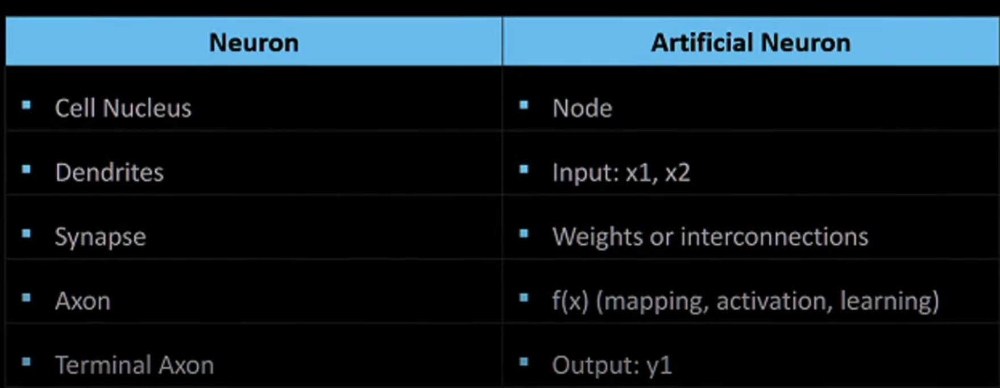 Neuron Artificial Neuron
▪ Cell Nucleus ▪ Node
▪ Dendrites ▪ Input: x1, x2
▪ Synapse ▪ Weights or interconnections
▪ Axon ▪ f(x) (mapping, activation, learning)
▪ Terminal Axon ▪ Output: y1